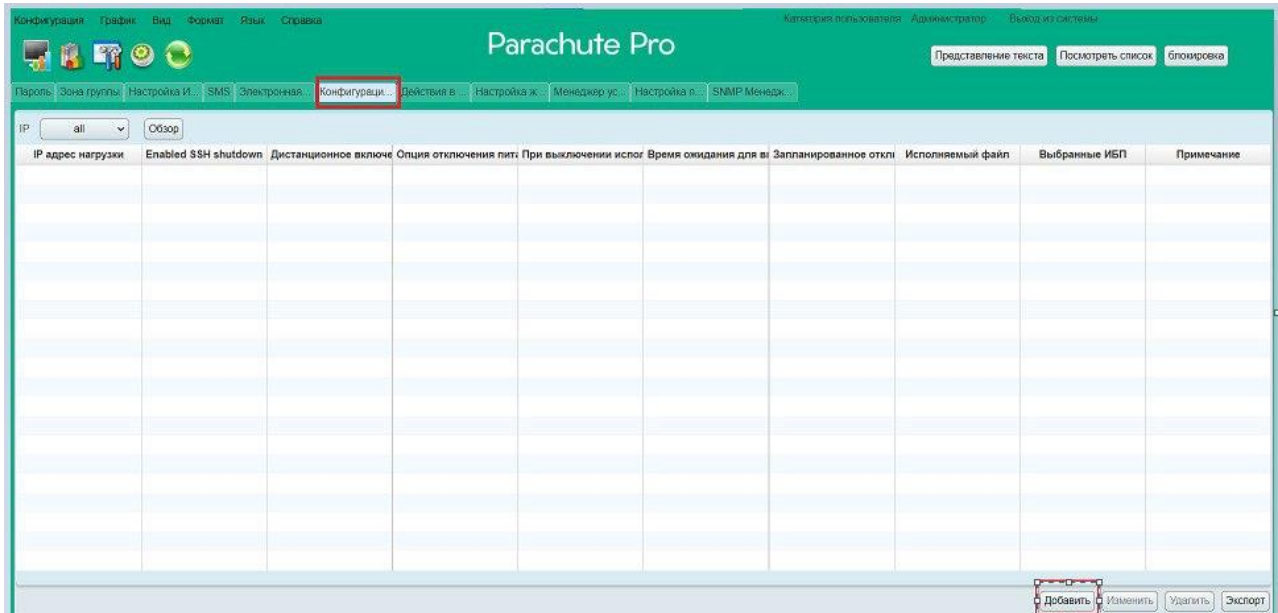 Конфигурация График Вид Формат Язык Справка Категория пользователя Администратор Выход из системы
Parachute Pro
Представление текста Посмотреть список блокировка
Пароль Зона группы Настройка И... SMS Электронная... Конфигураци... Действия в ... Настройка ж... Менеджер ус... Настройка п... SNMP Менедж...
IP all Обзор
IP адрес нагрузки Enabled SSH shutdown Дистанционное включе Опция отключения пита При выключении испол Время ожидания для вы Запланированное откл Исполняемый файл Выбранные ИБП Примечание
Добавить Изменить Удалить Экспорт